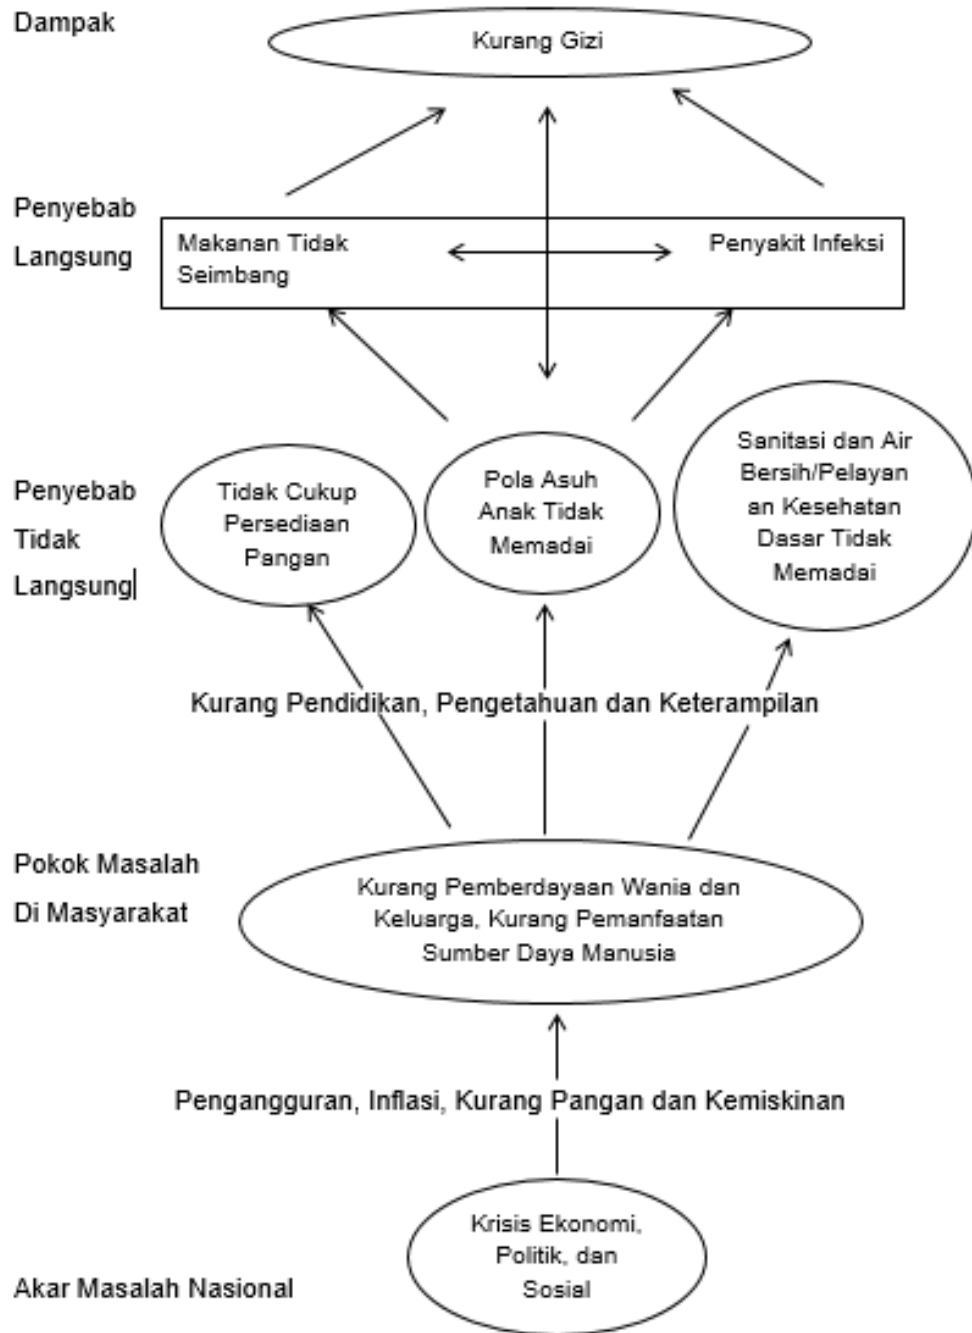 Dampak
Kurang Gizi
Penyebab
Langsung
Makanan Tidak
Seimbang
Penyakit Infeksi
Penyebab
Tidak
Langsung
Tidak Cukup
Persediaan
Pangan
Pola Asuh
Anak Tidak
Memadai
Sanitasi dan Air
Bersih/Pelayan
an Kesehatan
Dasar Tidak
Memadai
Kurang Pendidikan, Pengetahuan dan Keterampilan
Pokok Masalah
Di Masyarakat
Kurang Pemberdayaan Wania dan
Keluarga, Kurang Pemanfaatan
Sumber Daya Manusia
Pengangguran, Inflasi, Kurang Pangan dan Kemiskinan
Krisis Ekonomi,
Politik, dan
Sosial
Akar Masalah Nasional